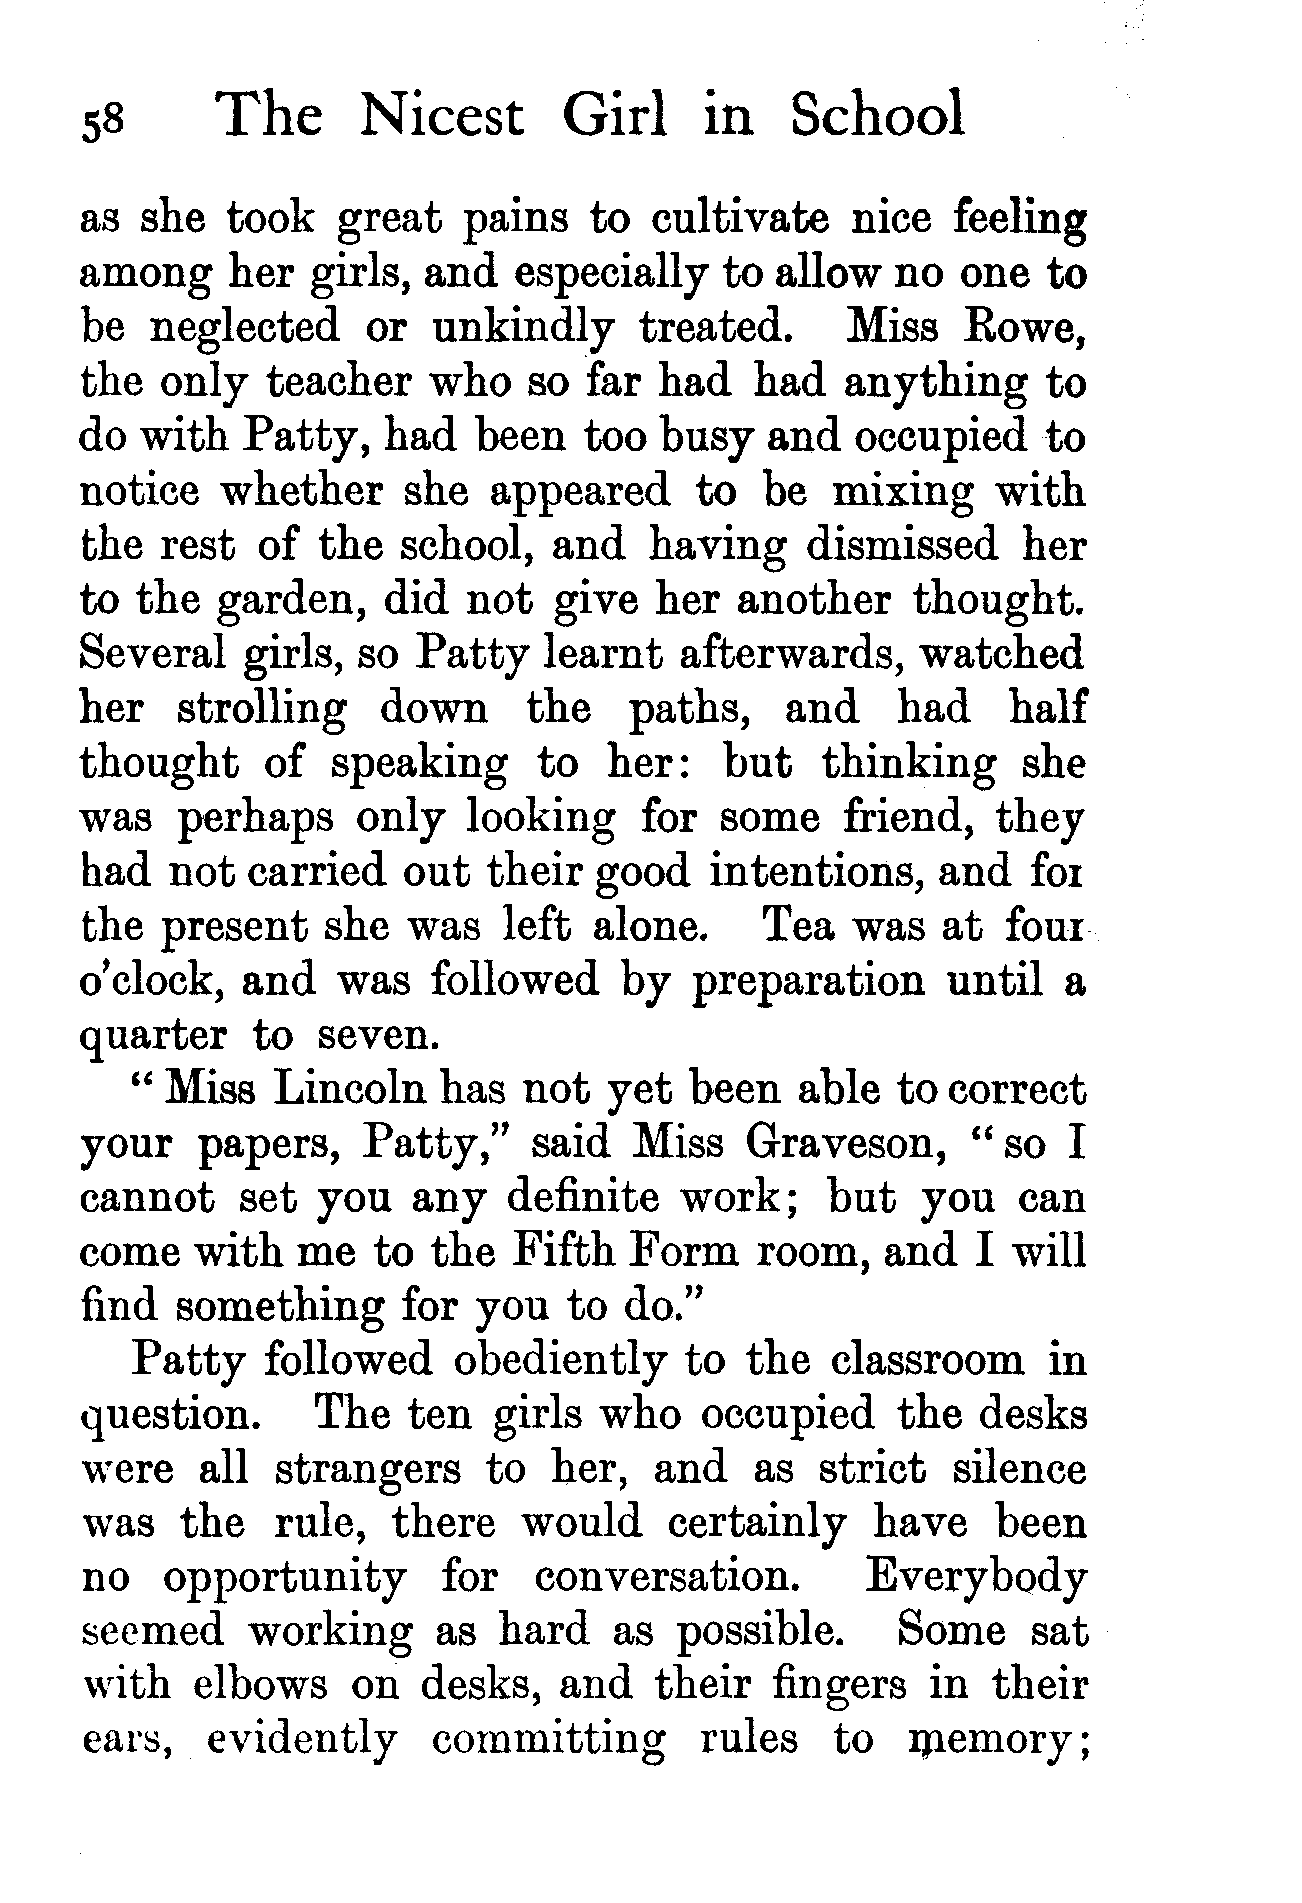 58 The Nicest Girl in School
as she took great pains to cultivate nice feeling
among her girls, and especially to allow no one to
be neglected or unkindly treated. Miss Rowe,
the only teacher who so far had had anything to
do with Patty, had been too busy and occupied to
notice whether she appeared to be mixing with
the rest of the school, and having dismissed her
to the garden, did not give her another thought.
Several girls, so Patty learnt afterwards, watched
her strolling down the paths, and had half
thought of speaking to her: but thinking she
was perhaps only looking for some friend, they
had not carried out their good intentions, and for
the present she was left alone. Tea was at four
o'clock, and was followed by preparation until a
quarter to seven.
"Miss Lincoln has not yet been able to correct
your papers, Patty," said Miss Graveson, "so I
cannot set you any definite work; but you can
come with me to the Fifth Form room, and I will
find something for you to do."
Patty followed obediently to the classroom in
question. The ten girls who occupied the desks
were all strangers to her, and as strict silence
was the rule, there would certainly have been
no opportunity for conversation. Everybody
seemed working as hard as possible. Some sat
with elbows on desks, and their fingers in their
ears, evidently committing rules to memory;